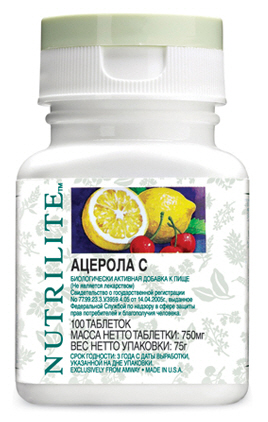 NUTRILITE™
АЦЕРОЛА С
БИОЛОГИЧЕСКИ АКТИВНАЯ ДОБАВКА К ПИЩЕ
(Не является лекарством)
Свидетельство о государственной регистрации
No 77.99.23.3.У3959.4.05 от 14.04.2005г., выданное
Федеральной Службой по надзору в сфере защиты
прав потребителей и благополучия человека.
100 ТАБЛЕТОК
МАССА НЕТТО ТАБЛЕТКИ: 750мг
ВЕС НЕТТО УПАКОВКИ: 75г
СРОК ГОДНОСТИ: 3 ГОДА С ДАТЫ ВЫРАБОТКИ,
УКАЗАННОЙ НА ДНЕ УПАКОВКИ.
EXCLUSIVELY FROM AMWAY • MADE IN U.S.A.